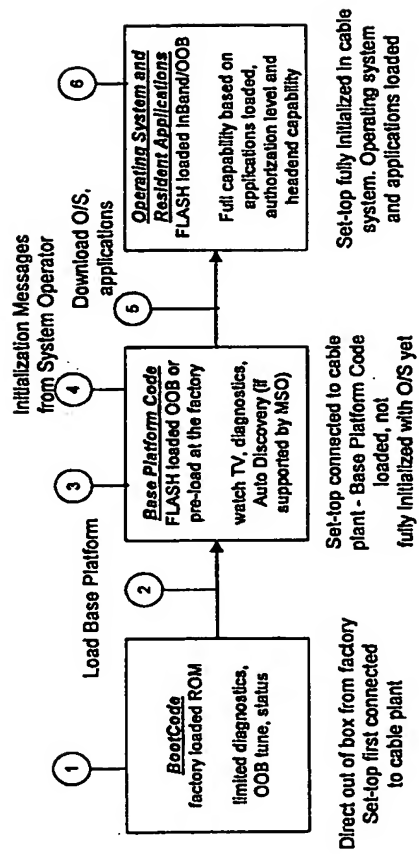 1
BootCode
factory loaded ROM
limited diagnostics,
OOB tune, status
Direct out of box from factory
Set-top first connected
to cable plant
Load Base Platform
2
3
Initialization Messages
from System Operator
4
Base Platform Code
FLASH loaded OOB or
pre-load at the factory
watch TV, diagnostics,
Auto Discovery (if
supported by MSO)
Set-top connected to cable
plant - Base Platform Code
loaded, not
fully Initialized with O/S yet
Download O/S,
applications
5
6
Operating System and
Resident Applications
FLASH loaded InBand/OOB
Full capability based on
applications loaded,
authorization level and
headend capability
Set-top fully Initialized in cable
system. Operating system
and applications loaded